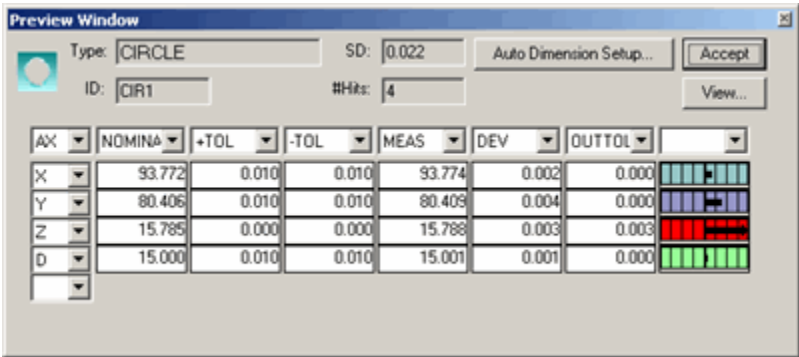 Preview Window
Type: CIRCLE SD: 0.022 Auto Dimension Setup... Accept
ID: CIR1 #Hits: 4 View...
AX NOMINA +TOL -TOL MEAS DEV OUTTOL
X 93.772 0.010 0.010 93.774 0.002 0.000
Y 80.406 0.010 0.010 80.409 0.004 0.000
Z 15.785 0.000 0.000 15.788 0.003 0.003
D 15.000 0.010 0.010 15.001 0.001 0.000